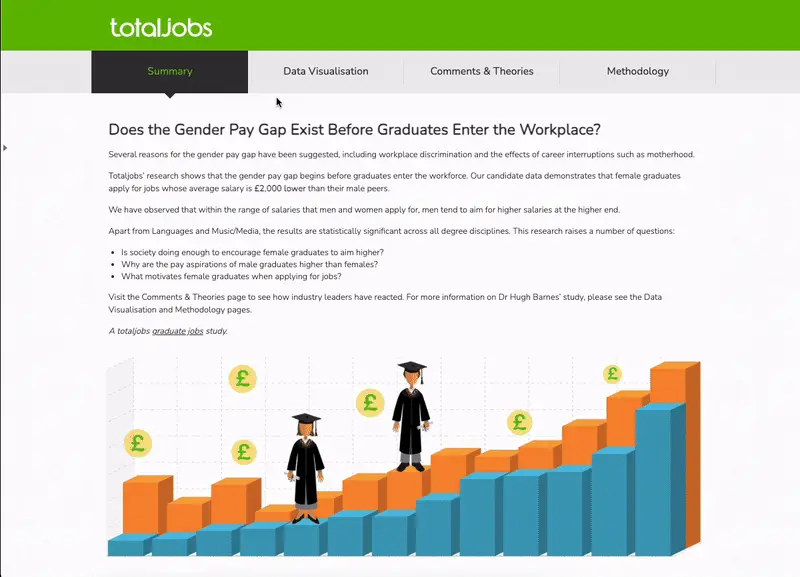 totaljobs
Summary
Data Visualisation
Comments & Theories
Methodology
Does the Gender Pay Gap Exist Before Graduates Enter the Workplace?
Several reasons for the gender pay gap have been suggested, including workplace discrimination and the effects of career interruptions such as motherhood.
Totaljobs' research shows that the gender pay gap begins before graduates enter the workforce. Our candidate data demonstrates that female graduates
apply for jobs whose average salary is £2,000 lower than their male peers.
We have observed that within the range of salaries that men and women apply for, men tend to aim for higher salaries at the higher end.
Apart from Languages and Music/Media, the results are statistically significant across all degree disciplines. This research raises a number of questions:
• Is society doing enough to encourage female graduates to aim higher?
• Why are the pay aspirations of male graduates higher than females?
• What motivates female graduates when applying for jobs?
Visit the Comments & Theories page to see how industry leaders have reacted. For more information on Dr Hugh Barnes' study, please see the Data
Visualisation and Methodology pages.
A totaljobs graduate jobs study.
£
£
£
£
£
£